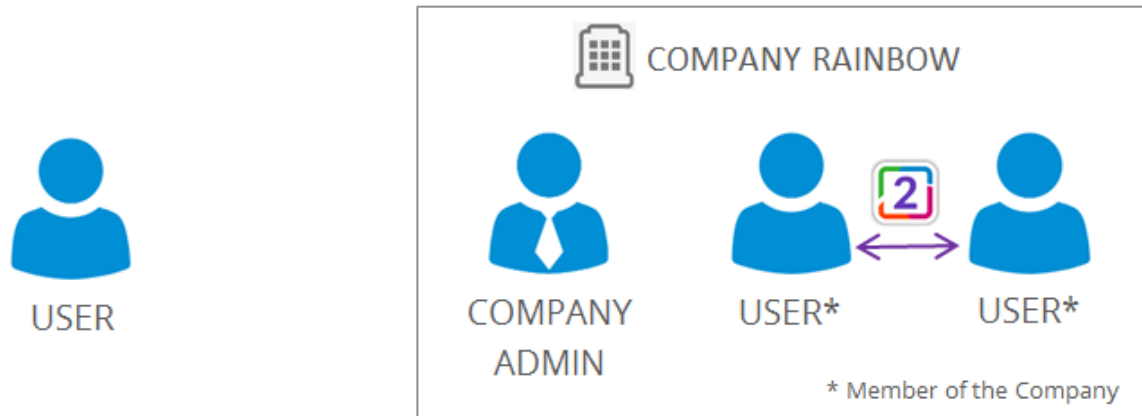 COMPANY RAINBOW
2
USER
COMPANY
ADMIN
USER*
USER*
* Member of the Company